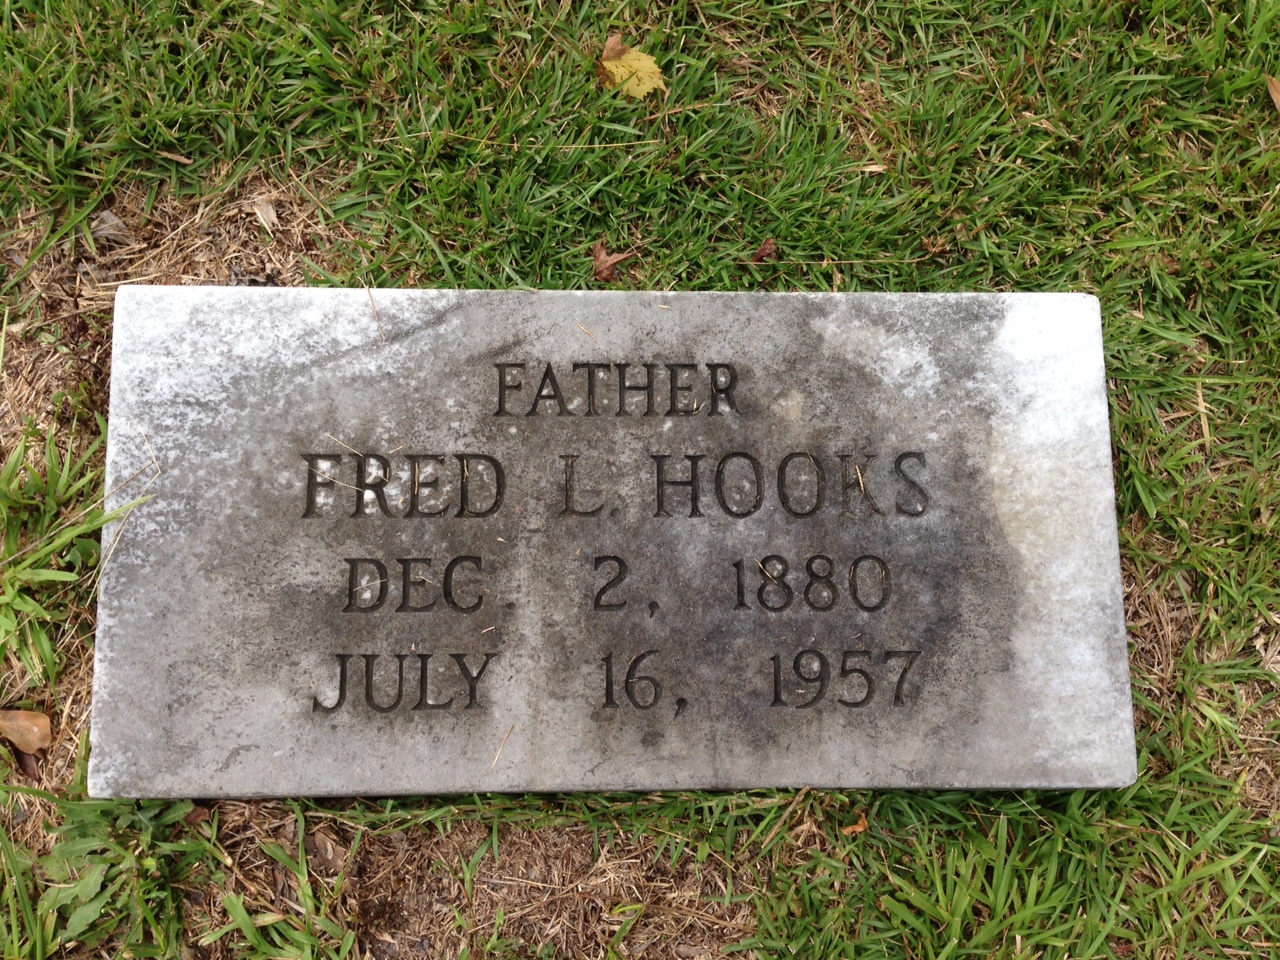 FATHER
FRED L. HOOKS
DEC. 2, 1880
JULY 16, 1957